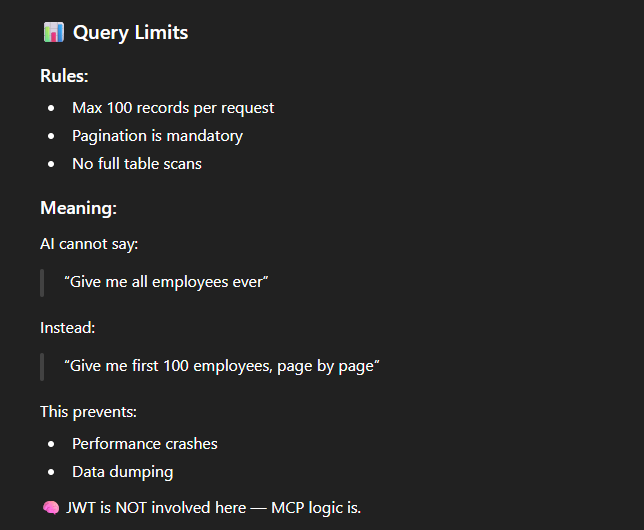 📊 Query Limits
Rules:
• Max 100 records per request
• Pagination is mandatory
• No full table scans
Meaning:
AI cannot say:
“Give me all employees ever”
Instead:
“Give me first 100 employees, page by page”
This prevents:
• Performance crashes
• Data dumping
🧠 JWT is NOT involved here — MCP logic is.